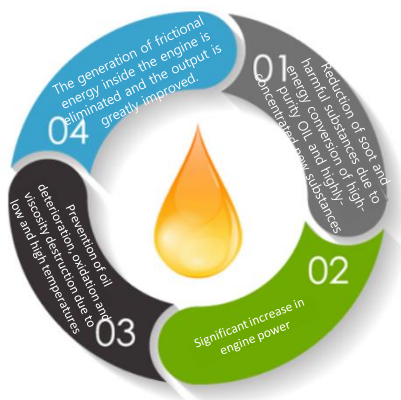 01
Reduction of soot and
harmful substances due to
energy conversion of high-
purity OIL and highly-
concentrated new substances
02
Significant increase in
engine power
03
Prevention of oil
deterioration, oxidation and
viscosity destruction due to
low and high temperatures
04
The generation of frictional
energy inside the engine is
eliminated and the output is
greatly improved.